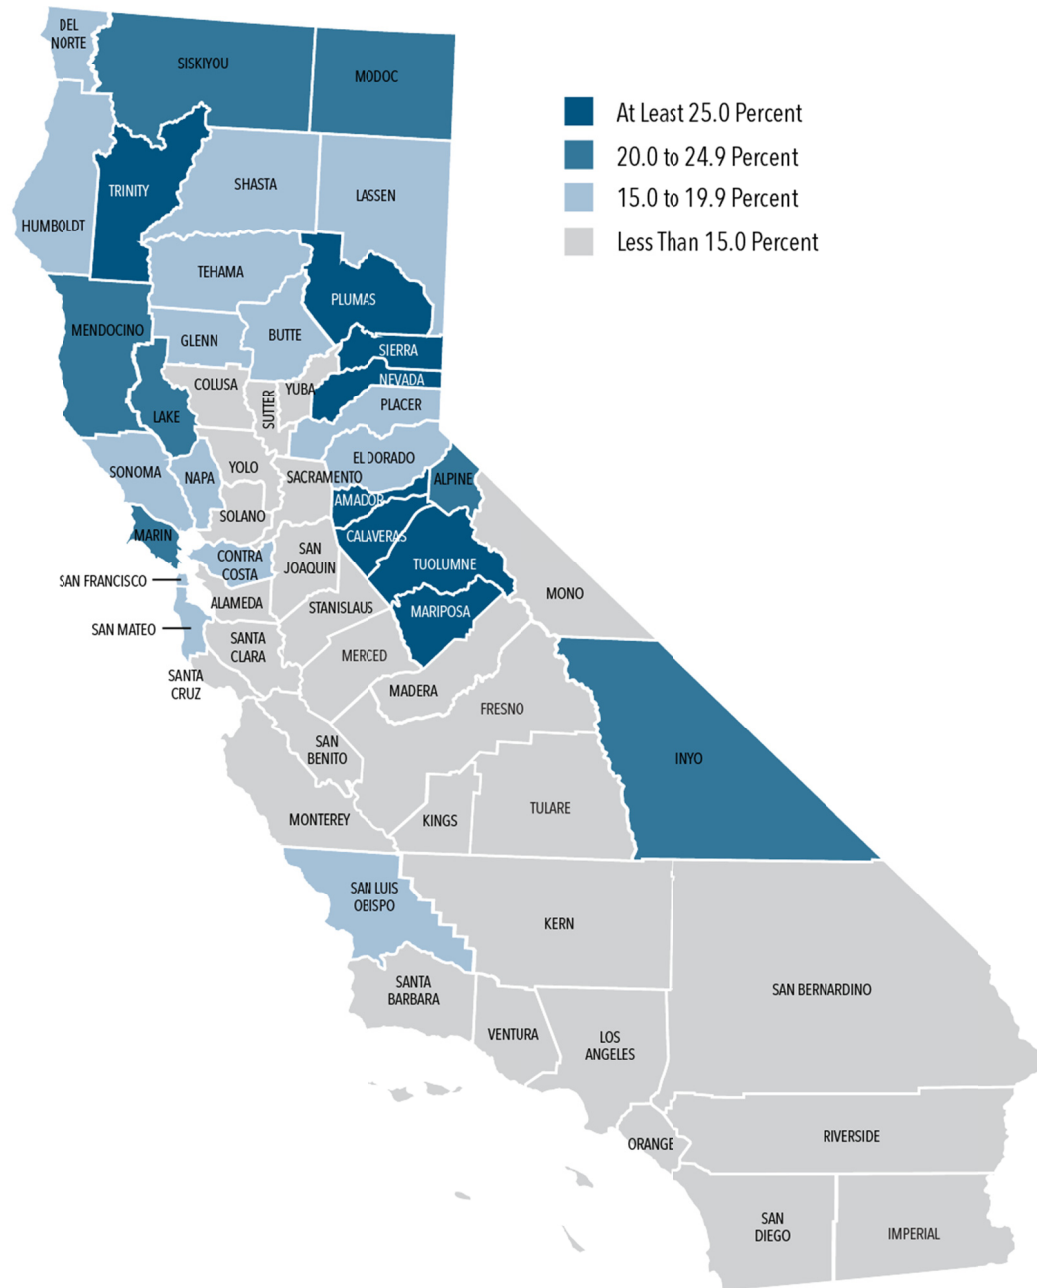 DEL
NORTE
SISKIYOU
MODOC
At Least 25.0 Percent
20.0 to 24.9 Percent
15.0 to 19.9 Percent
Less Than 15.0 Percent
TRINITY
SHASTA
LASSEN
HUMBOLDT
TEHAMA
PLUMAS
MENDOCINO
GLENN
BUTTE
SIERRA
NEVADA
COLUSA
YUBA
SUTTER
PLACER
LAKE
EL DORADO
SONOMA
NAPA
YOLO
SACRAMENTO
ALPINE
AMADOR
SOLANO
MARIN
CALAVERAS
CONTRA
COSTA
SAN
JOAQUIN
TUOLUMNE
SAN FRANCISCO
MONO
ALAMEDA
STANISLAUS
MARIPOSA
SAN MATEO
SANTA
CLARA
MERCED
SANTA
CRUZ
MADERA
FRESNO
SAN
BENITO
INYO
MONTEREY
KINGS
TULARE
SAN LUIS
OBISPO
KERN
SANTA
BARBARA
SAN BERNARDINO
VENTURA
LOS
ANGELES
ORANGE
RIVERSIDE
SAN
DIEGO
IMPERIAL